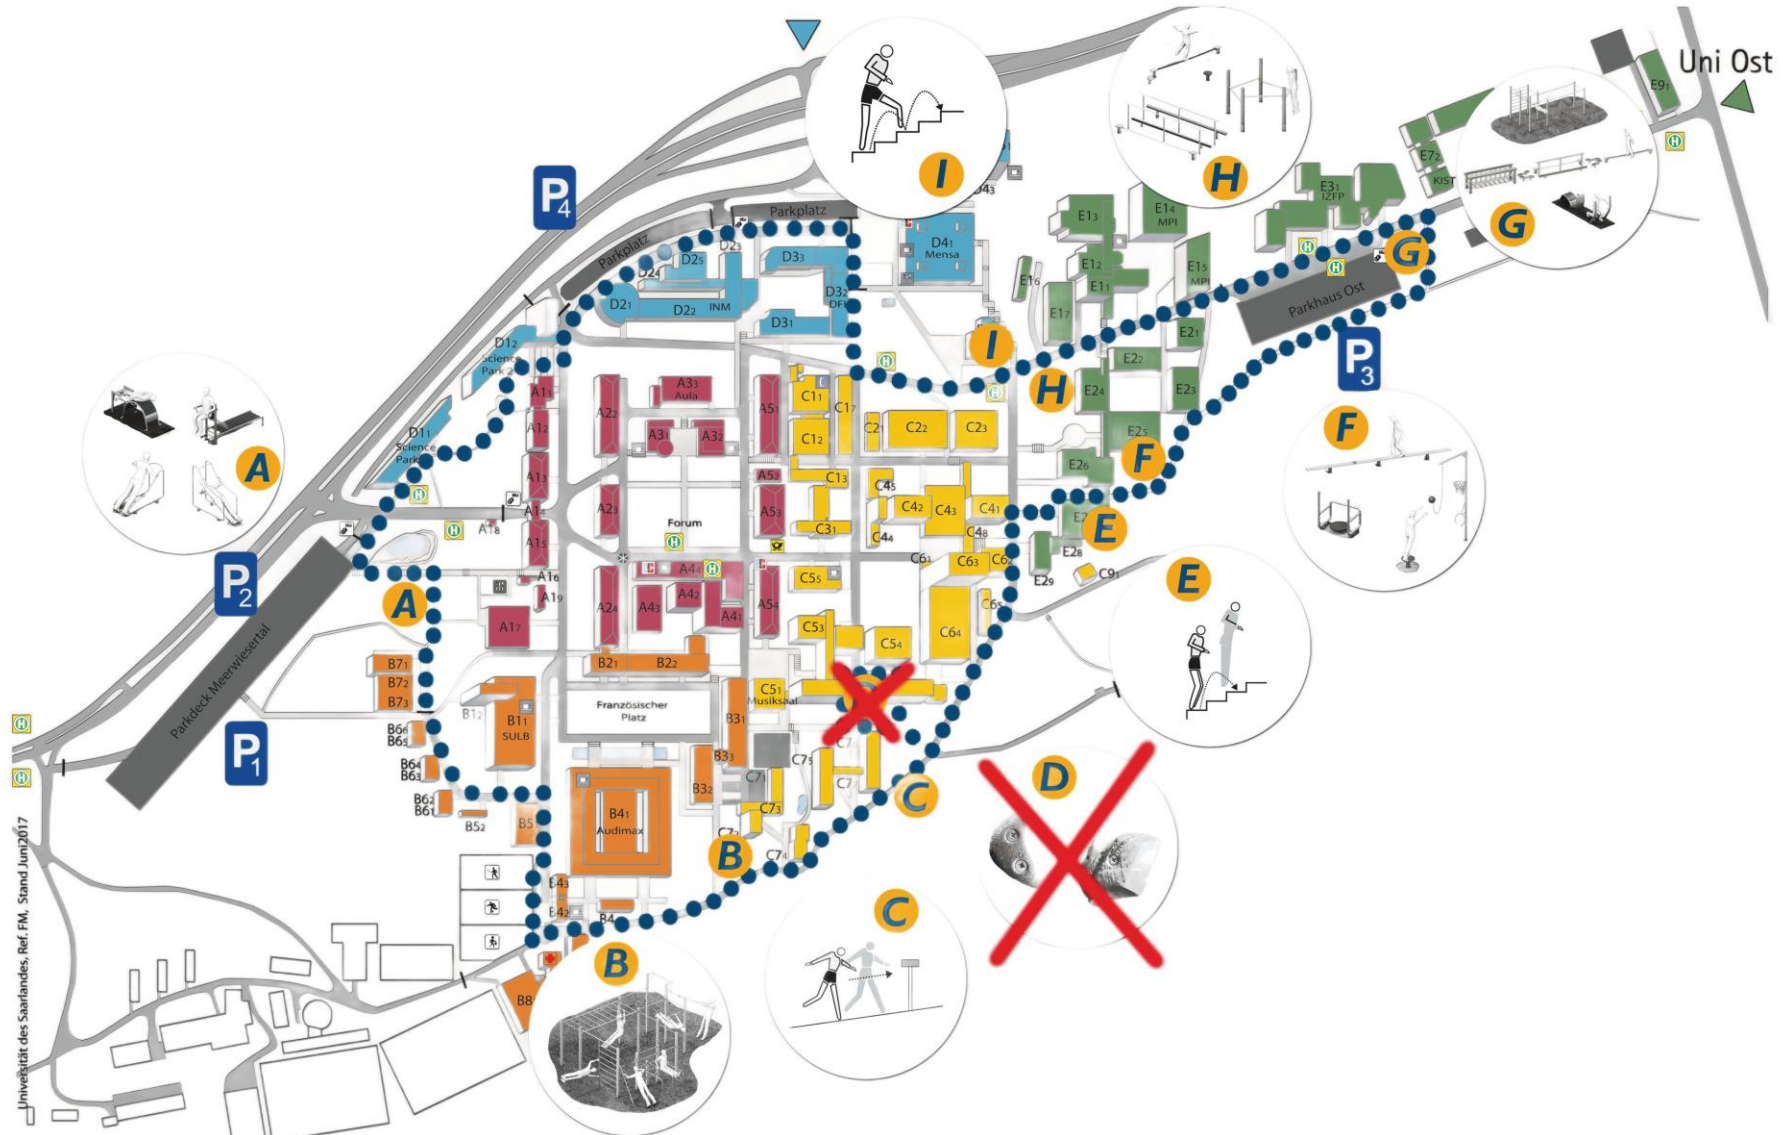 Uni Ost
E91
I
H
P4
D43
E72
KIST
E31
IZFP
G
Parkplatz
E13
E14
MPI
Parkplatz
D23
D25
D24
D33
D41
Mensa
G
E12
E15
MPI
E16
E11
D21
D22
INM
D32
D31
Parkhaus Ost
E17
E21
D12
Science
Park 2
I
E22
P3
A11
A22
A33
Aula
A51
C11
C17
H
E24
E23
D11
Science
Park
A12
A31
A32
C12
C21
C22
C23
E25
F
F
A
A13
A52
C13
C45
E26
A14
A23
A53
C42
C43
C41
A18
Forum
C31
C44
C48
E
A15
E28
P2
A16
A44
C61
C63
C62
E29
C91
C55
E
A
A19
A24
A43
A42
A41
A54
C65
A17
C53
C54
C64
B71
B21
B22
B72
B73
C51
Musiksaal
B12
B11
SULB
Französischer
Platz
B31
Parkdeck Meerwiesertal
B66
B65
P1
B33
C75
B64
B63
B32
C71
C
D
B62
B61
B52
B5
B41
Audimax
C73
B
C74
B43
B42
B4
C
B
B8
Universität des Saarlandes, Ref. FM, Stand Juni2017